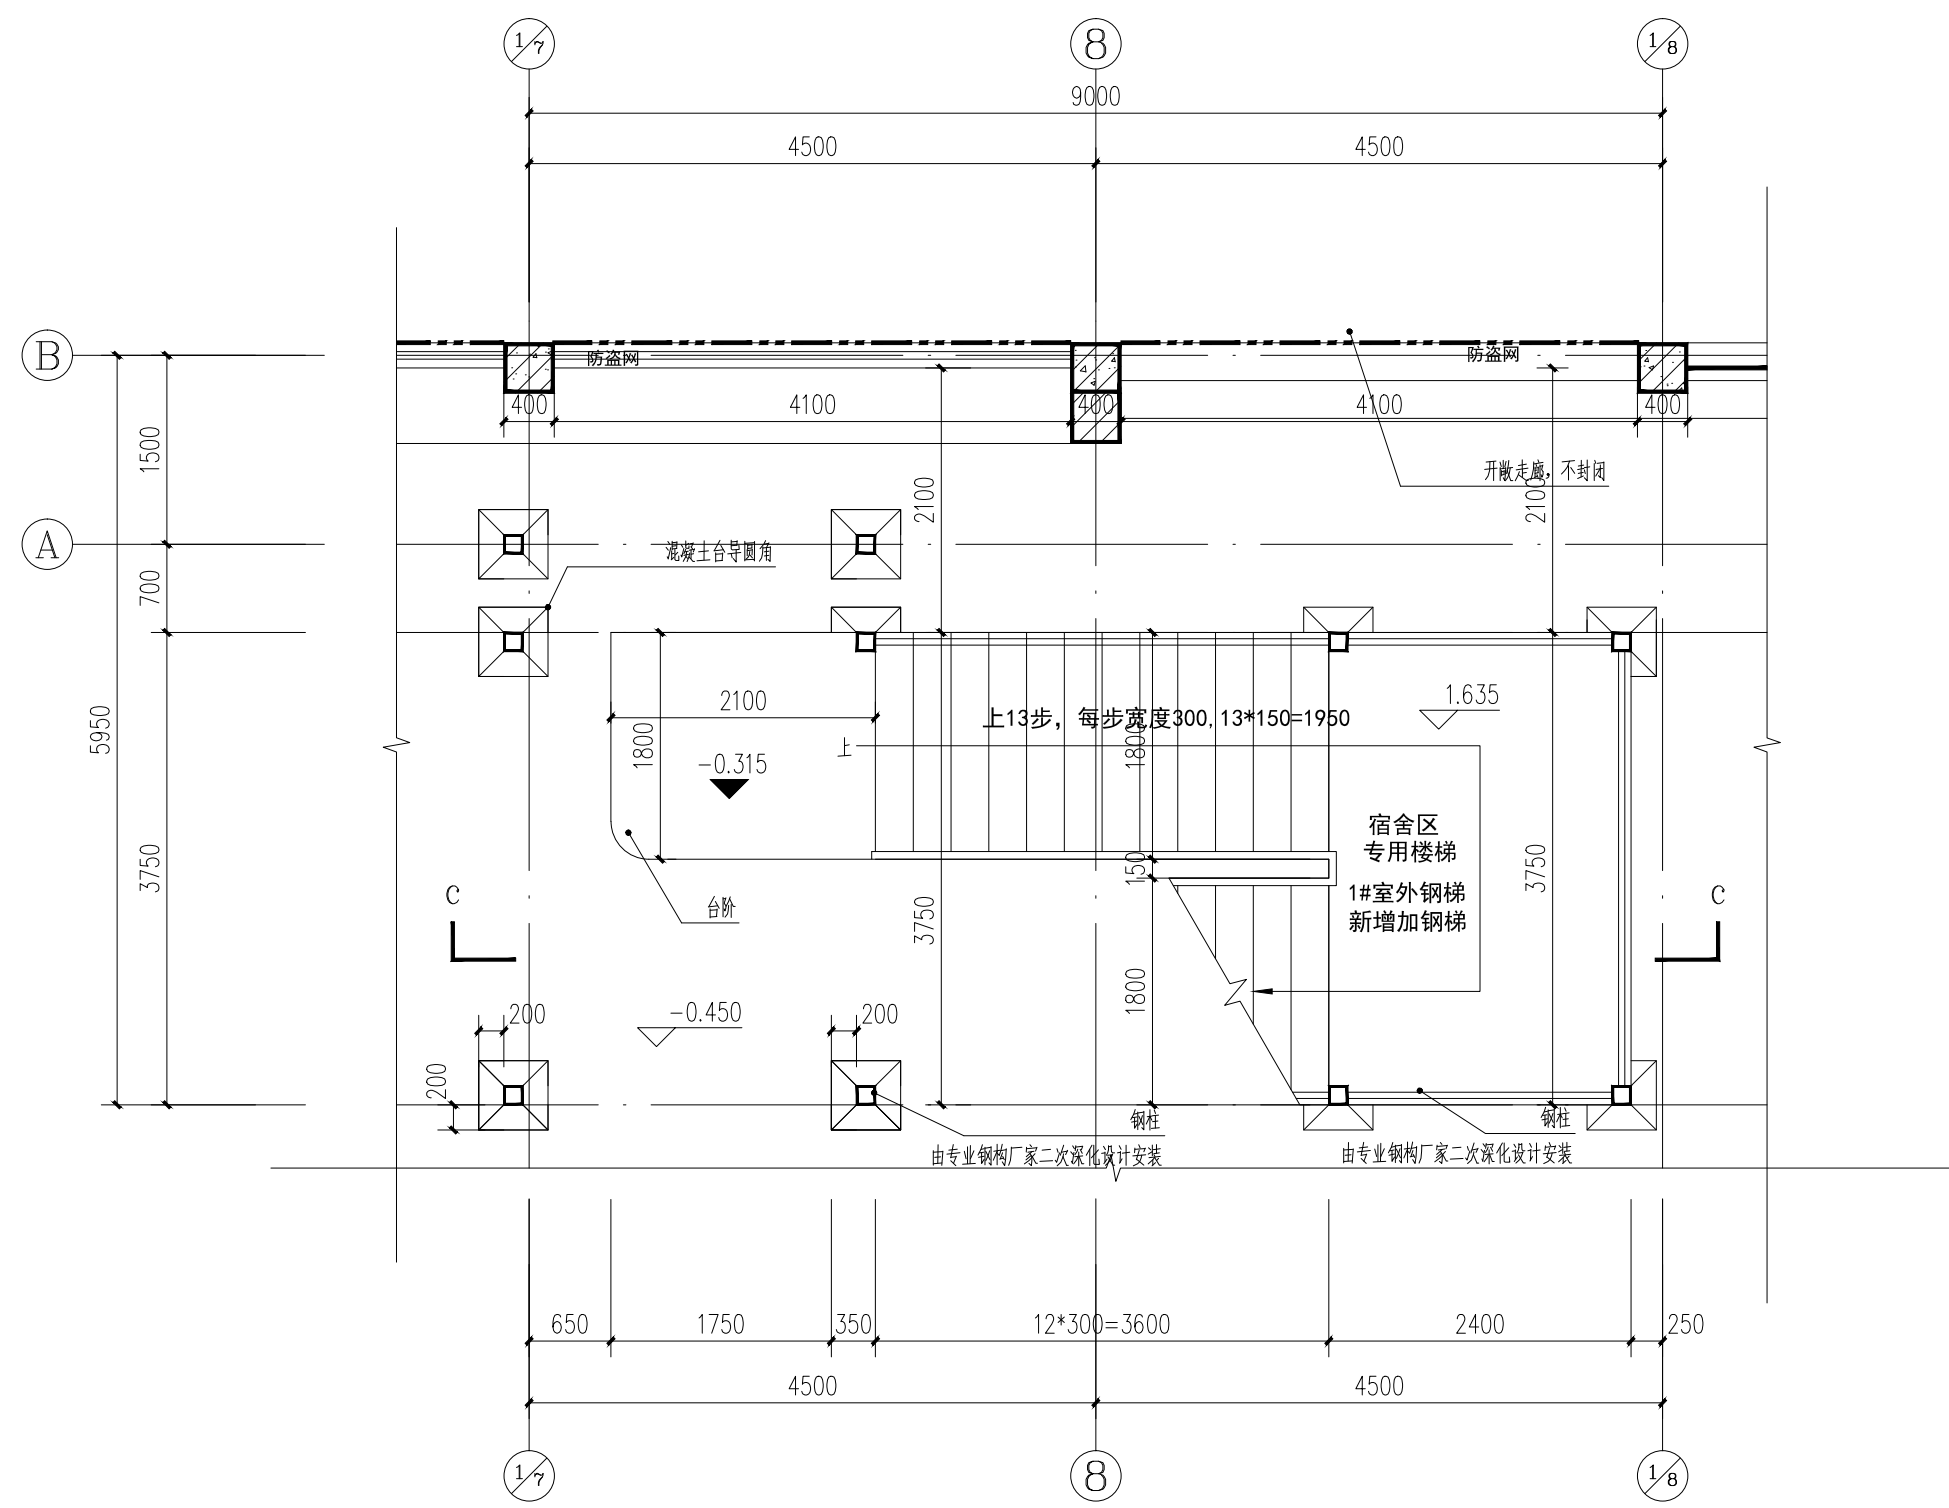 1/7 8 1/8
9000
4500 4500
B
防盗网 防盗网
400 4100 400 4100 400
1500
开敞走廊，不封闭
2100 2100
A
混凝土台导圆角
700
1.635
2100
上13步，每步宽度300,13*150=1950
5950
1800 1800
上
-0.315
宿舍区
专用楼梯
3750 150 3750
1#室外钢梯
新增加钢梯
C C
台阶
3750
1800
-0.450
200 200
200
钢柱 钢柱
由专业钢构厂家二次深化设计安装 由专业钢构厂家二次深化设计安装
650 1750 350 12*300=3600 2400 250
4500 4500
1/7 8 1/8